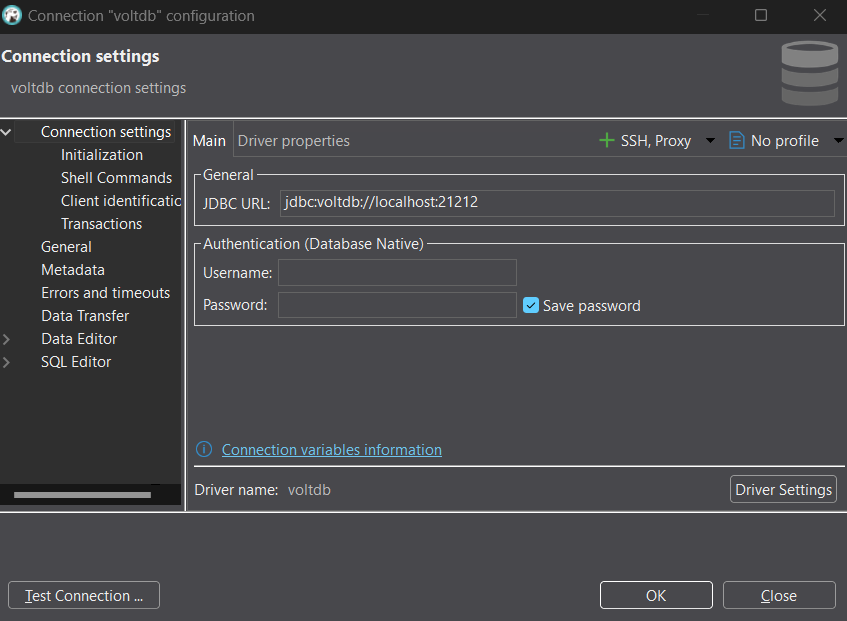 Connection "voltdb" configuration
Connection settings
voltdb connection settings
Connection settings
Initialization
Shell Commands
Client identificatio
Transactions
General
Metadata
Errors and timeouts
Data Transfer
Data Editor
SQL Editor
Main Driver properties SSH, Proxy No profile
General
JDBC URL: jdbc:voltdb://localhost:21212
Authentication (Database Native)
Username:
Password: Save password
Connection variables information
Driver name: voltdb Driver Settings
Test Connection ... OK Close